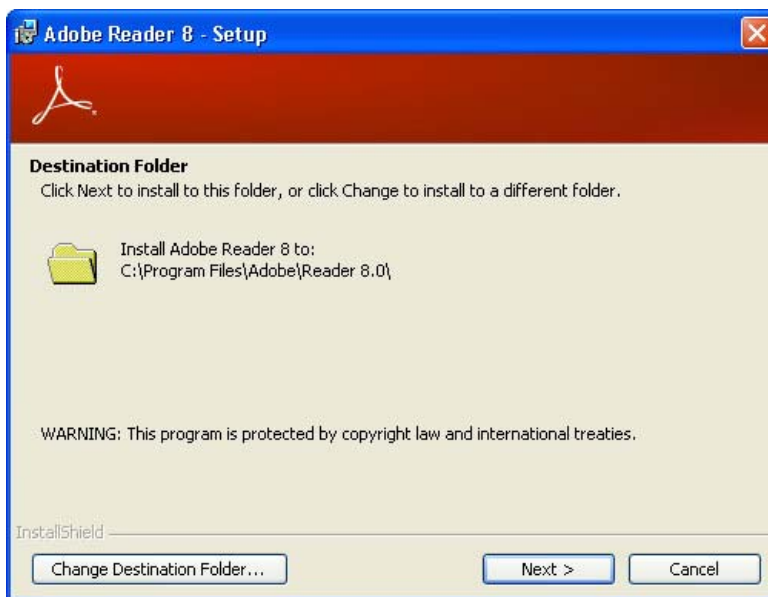 Adobe Reader 8 - Setup
Destination Folder
Click Next to install to this folder, or click Change to install to a different folder.
Install Adobe Reader 8 to:
C:\Program Files\Adobe\Reader 8.0\
WARNING: This program is protected by copyright law and international treaties.
InstallShield
Change Destination Folder...
Next >
Cancel